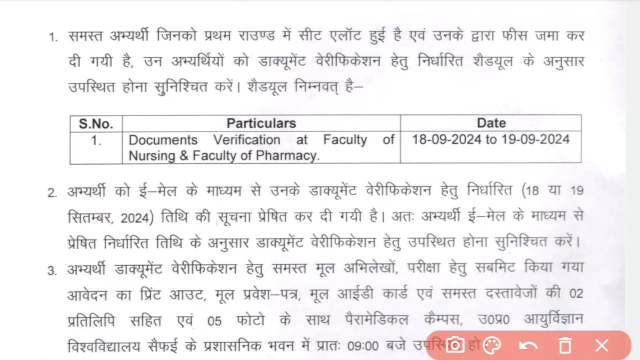 1. समस्त अभ्यर्थी जिनको प्रथम राउण्ड में सीट एलॉट हुई है एवं उनके द्वारा फीस जमा कर
दी गयी है, उन अभ्यर्थियों को डाक्यूमेंट वेरीफिकेशन हेतु निर्धारित शैडयूल के अनुसार
उपस्थित होना सुनिश्चित करें। शैडयूल निम्नवत् है–
S.No. Particulars Date
1. Documents Verification at Faculty of 18-09-2024 to 19-09-2024
Nursing & Faculty of Pharmacy.
2. अभ्यर्थी को ई–मेल के माध्यम से उनके डाक्यूमेंट वेरीफिकेशन हेतु निर्धारित (18 या 19
सितम्बर, 2024) तिथि की सूचना प्रेषित कर दी गयी है। अतः अभ्यर्थी ई–मेल के माध्यम से
प्रेषित निर्धारित तिथि के अनुसार डाक्यूमेंट वेरीफिकेशन हेतु उपस्थित होना सुनिश्चित करें।
3. अभ्यर्थी डाक्यूमेंट वेरीफिकेशन हेतु समस्त मूल अभिलेखों, परीक्षा हेतु सबमिट किया गया
आवेदन का प्रिंट आउट, मूल प्रवेश–पत्र, मूल आईडी कार्ड एवं समस्त दस्तावेजों की 02
प्रतिलिपि सहित एवं 05 फोटो के साथ पैरामेडिकल कैम्पस, उ0प्र0 आयुर्विज्ञान
विश्वविद्यालय सैफई के प्रशासनिक भवन में प्रातः 09:00 बजे